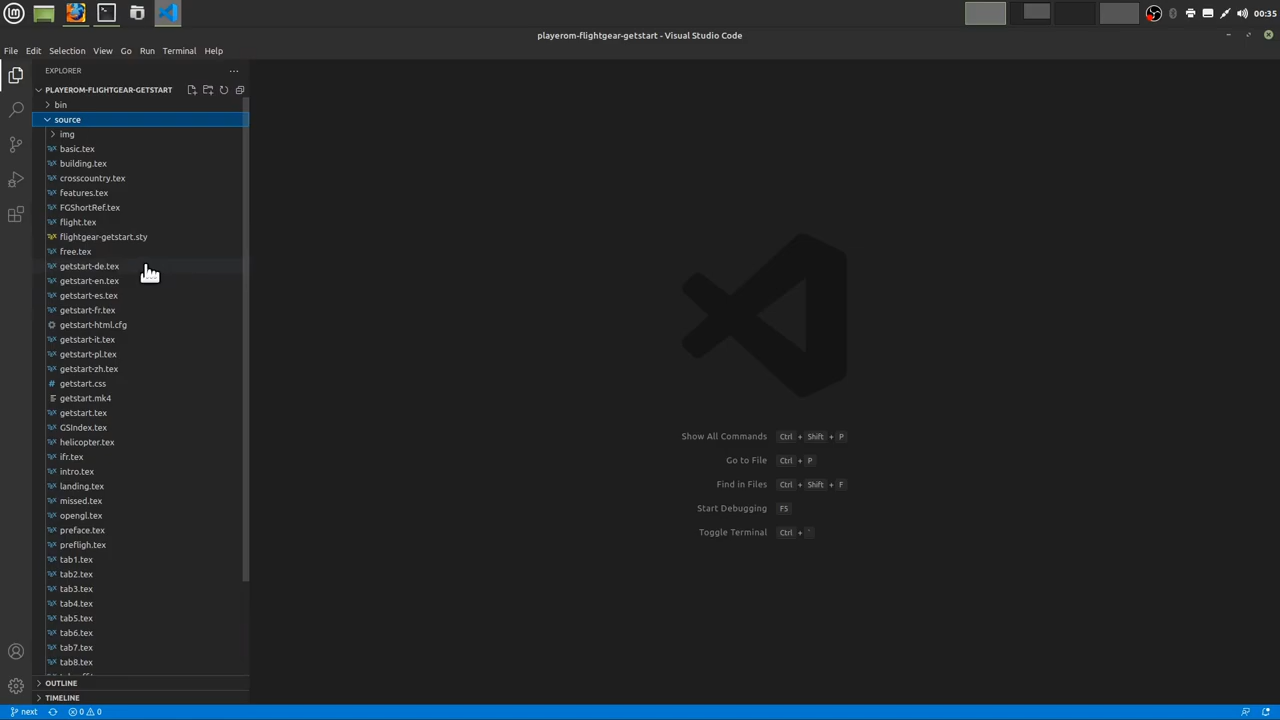 00:35
playerom-flightgear-getstart - Visual Studio Code
File Edit Selection View Go Run Terminal Help
EXPLORER
PLAYEROM-FLIGHTGEAR-GETSTART
bin
source
img
basic.tex
building.tex
crosscountry.tex
features.tex
FGShortRef.tex
flight.tex
flightgear-getstart.sty
free.tex
getstart-de.tex
getstart-en.tex
getstart-es.tex
getstart-fr.tex
getstart-html.cfg
getstart-it.tex
getstart-pl.tex
getstart-zh.tex
getstart.css
getstart.mk4
getstart.tex
GSIndex.tex
helicopter.tex
ifr.tex
intro.tex
landing.tex
missed.tex
opengl.tex
preface.tex
prefligh.tex
tab1.tex
tab2.tex
tab3.tex
tab4.tex
tab5.tex
tab6.tex
tab7.tex
tab8.tex
OUTLINE
TIMELINE
Show All Commands Ctrl + Shift + P
Go to File Ctrl + P
Find in Files Ctrl + Shift + F
Start Debugging F5
Toggle Terminal Ctrl + `
next 0 0